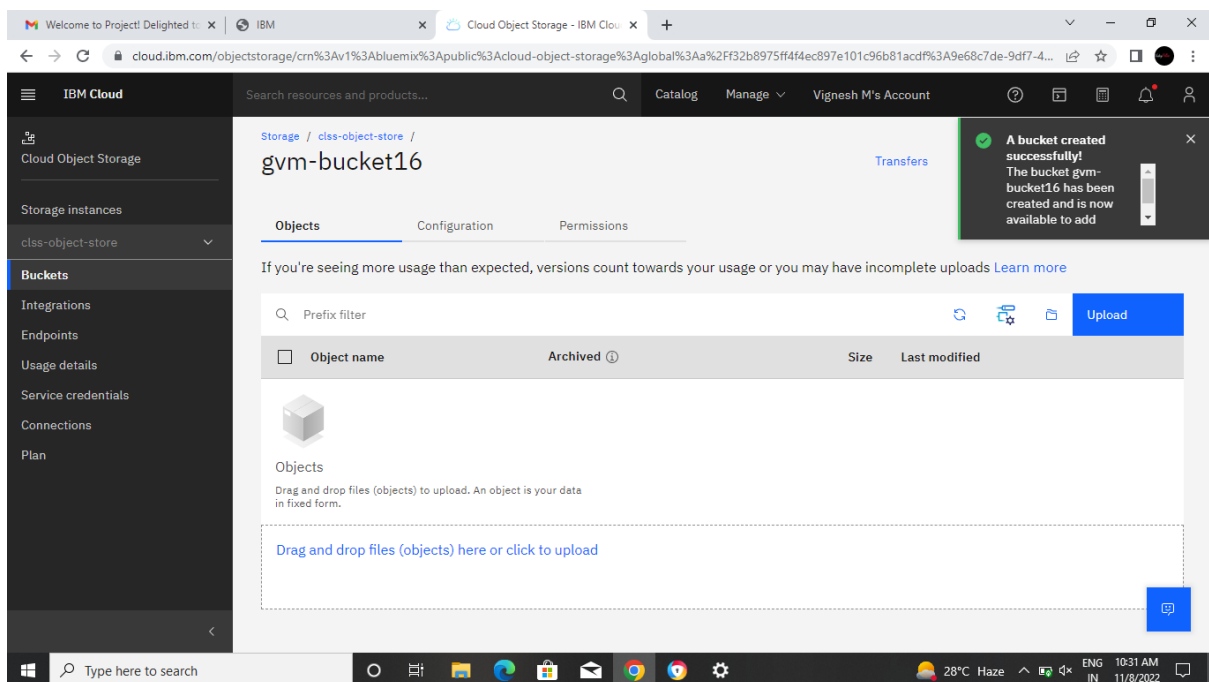 Welcome to Project! Delighted to
IBM
Cloud Object Storage - IBM Clou
cloud.ibm.com/objectstorage/crn%3Av1%3Abluemix%3Apublic%3Acloud-object-storage%3Aglobal%3Aa%2Ff32b8975ff4f4ec897e101c96b81acdf%3A9e68c7de-9df7-4...
IBM Cloud
Search resources and products...
Catalog
Manage
Vignesh M's Account
Cloud Object Storage
Storage instances
clss-object-store
Buckets
Integrations
Endpoints
Usage details
Service credentials
Connections
Plan
Storage / clss-object-store /
gvm-bucket16
Transfers
A bucket created
successfully!
The bucket gvm-
bucket16 has been
created and is now
available to add
Objects
Configuration
Permissions
If you're seeing more usage than expected, versions count towards your usage or you may have incomplete uploads Learn more
Prefix filter
Upload
Object name
Archived
Size
Last modified
Objects
Drag and drop files (objects) to upload. An object is your data
in fixed form.
Drag and drop files (objects) here or click to upload
Type here to search
28°C Haze
ENG
IN
10:31 AM
11/8/2022